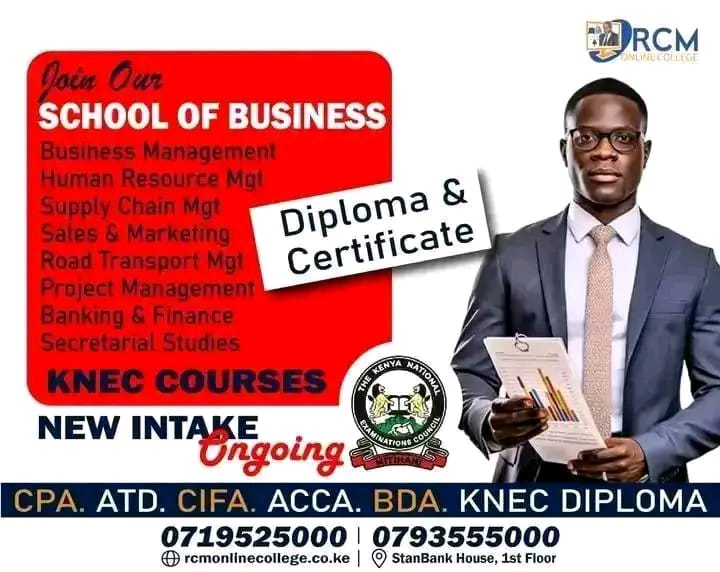 RCM
ONLINE COLLEGE
Join Our
SCHOOL OF BUSINESS
Business Management
Human Resource Mgt
Supply Chain Mgt
Sales & Marketing
Road Transport Mgt
Project Management
Banking & Finance
Secretarial Studies
Diploma &
Certificate
KNEC COURSES
NEW INTAKE
Ongoing
THE KENYA NATIONAL
EXAMINATIONS COUNCIL
MITIHANI
CPA. ATD. CIFA. ACCA. BDA. KNEC DIPLOMA
0719525000 | 0793555000
rcmonlinecollege.co.ke | StanBank House, 1st Floor